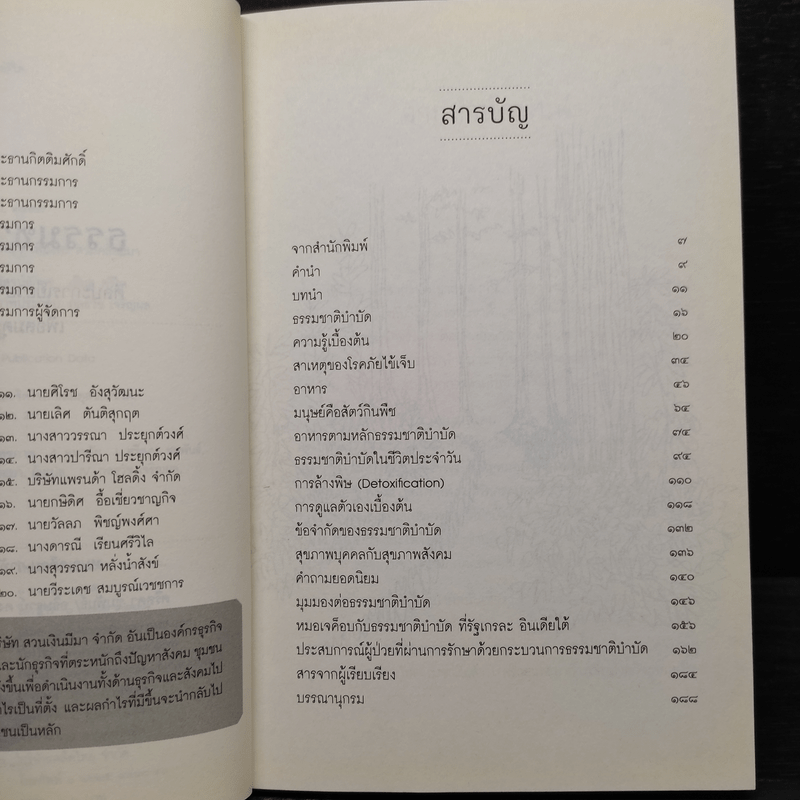 ะธานกิตติมศักดิ์
ะธานกรรมการ
ะธานกรรมการ
รมการ
รมการ
รมการ
รมการ
รมการผู้จัดการ
๑๑. นายศิโรช อังสุวัฒนะ
๑๒. นายเลิศ ตันติสุกฤต
๑๓. นางสาววรรณา ประยุกต์วงศ์
๑๔. นางสาวปารีณา ประยุกต์วงศ์
๑๕. บริษัทแพรนด้า โฮลดิ้ง จำกัด
๑๖. นายกษิดิศ อื้อเชี่ยวชาญกิจ
๑๗. นายวัลลภ พิชญ์พงศ์ศา
๑๘. นางดารณี เรียนศรีวิไล
๑๙. นางสุวรรณา หลั่งน้ำสังข์
๒๐. นายวีระเดช สมบูรณ์เวชชการ
ริษัท สวนเงินมีมา จำกัด อันเป็นองค์กรธุรกิจ
และนักธุรกิจที่ตระหนักถึงปัญหาสังคม ชุมชน
ังขึ้นเพื่อดำเนินงานทั้งด้านธุรกิจและสังคมไป
ำไรเป็นที่ตั้ง และผลกำไรที่มีขึ้นจะนำกลับไป
ชนเป็นหลัก
สารบัญ
จากสำนักพิมพ์ ๗
คำนำ ๙
บทนำ ๑๑
ธรรมชาติบำบัด ๑๖
ความรู้เบื้องต้น ๒๐
สาเหตุของโรคภัยไข้เจ็บ ๓๔
อาหาร ๔๖
มนุษย์คือสัตว์กินพืช ๖๔
อาหารตามหลักธรรมชาติบำบัด ๗๔
ธรรมชาติบำบัดในชีวิตประจำวัน ๙๔
การล้างพิษ (Detoxification) ๑๑๐
การดูแลตัวเองเบื้องต้น ๑๑๘
ข้อจำกัดของธรรมชาติบำบัด ๑๓๒
สุขภาพบุคคลกับสุขภาพสังคม ๑๓๖
คำถามยอดนิยม ๑๔๐
มุมมองต่อธรรมชาติบำบัด ๑๔๖
หมอเจค็อบกับธรรมชาติบำบัด ที่รัฐเกรละ อินเดียใต้ ๑๕๖
ประสบการณ์ผู้ป่วยที่ผ่านการรักษาด้วยกระบวนการธรรมชาติบำบัด ๑๖๒
สารจากผู้เรียบเรียง ๑๘๔
บรรณานุกรม ๑๘๘